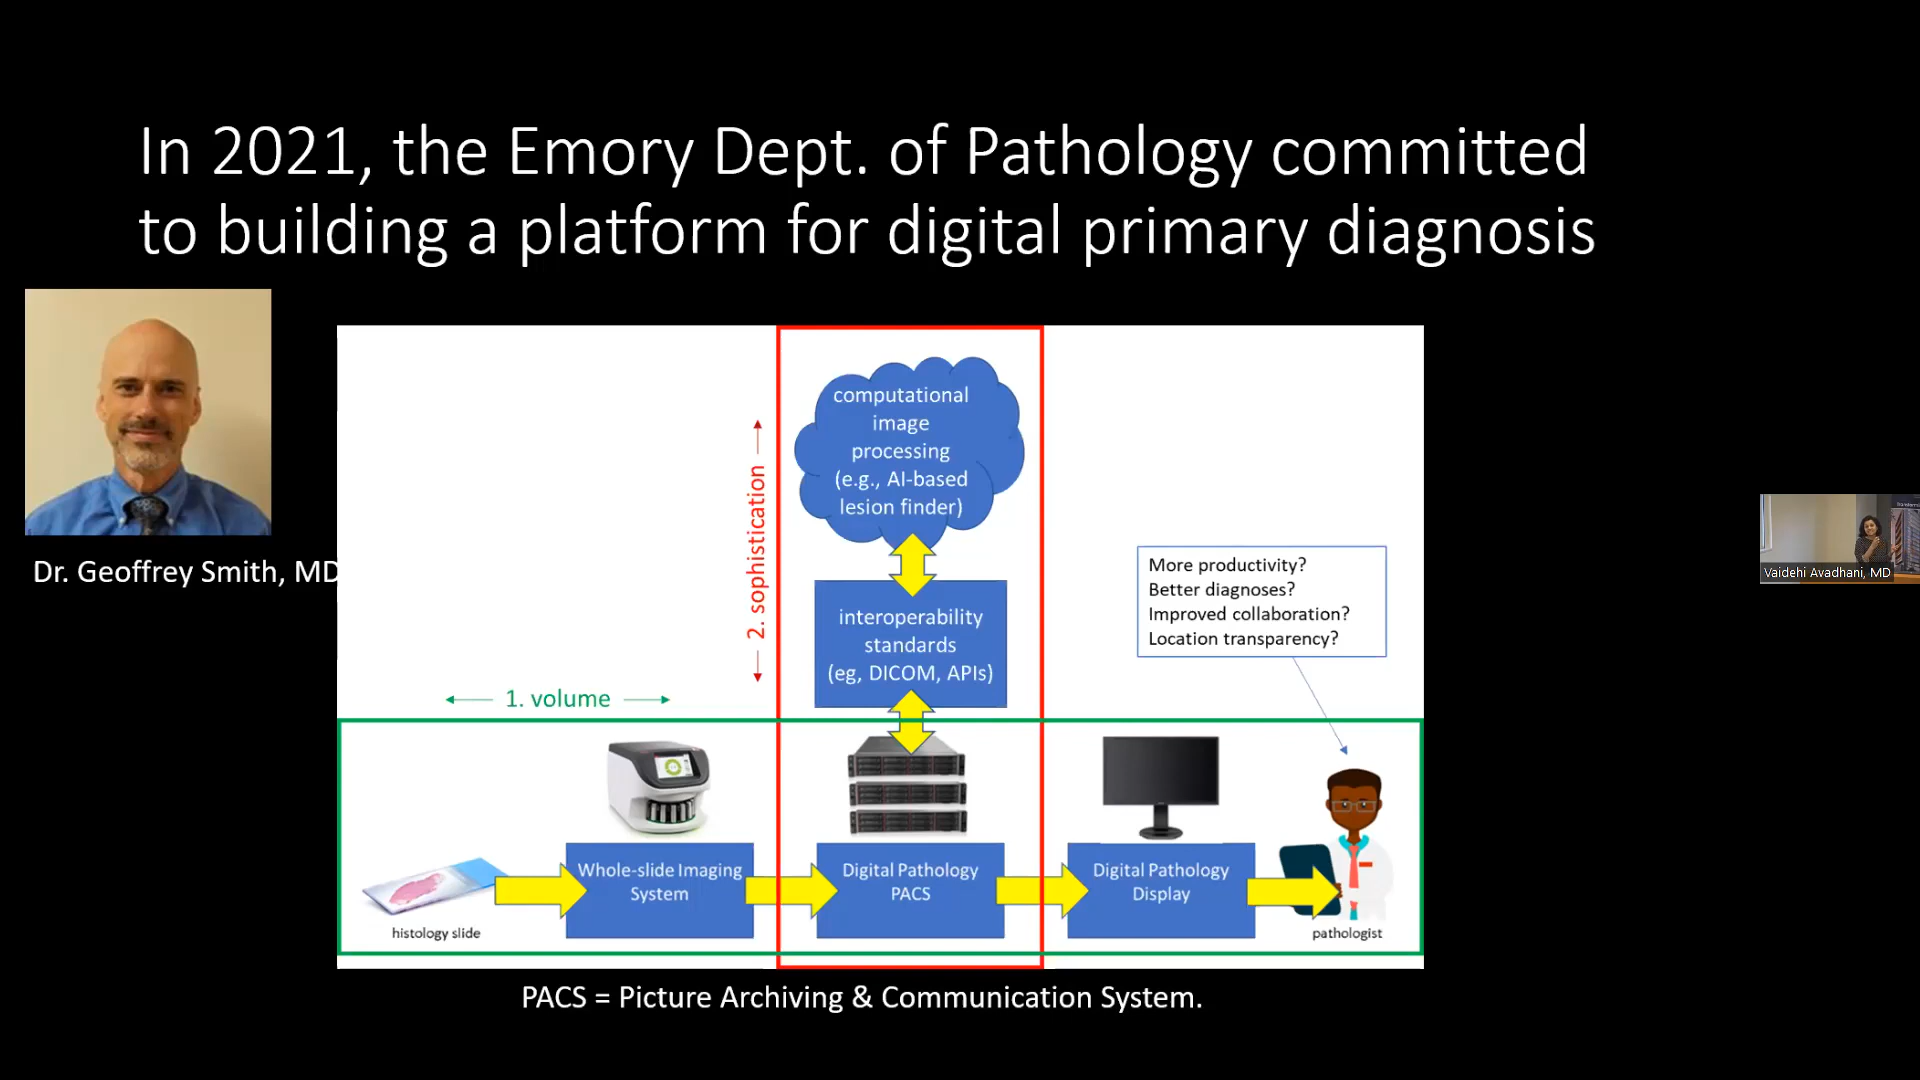 In 2021, the Emory Dept. of Pathology committed
to building a platform for digital primary diagnosis
Dr. Geoffrey Smith, MD
computational
image
processing
(e.g., AI-based
lesion finder)
2. sophistication
interoperability
standards
(eg, DICOM, APIs)
More productivity?
Better diagnoses?
Improved collaboration?
Location transparency?
1. volume
Whole-slide Imaging
System
Digital Pathology
PACS
Digital Pathology
Display
histology slide
pathologist
PACS = Picture Archiving & Communication System.
Vaidehi Avadhani, MD